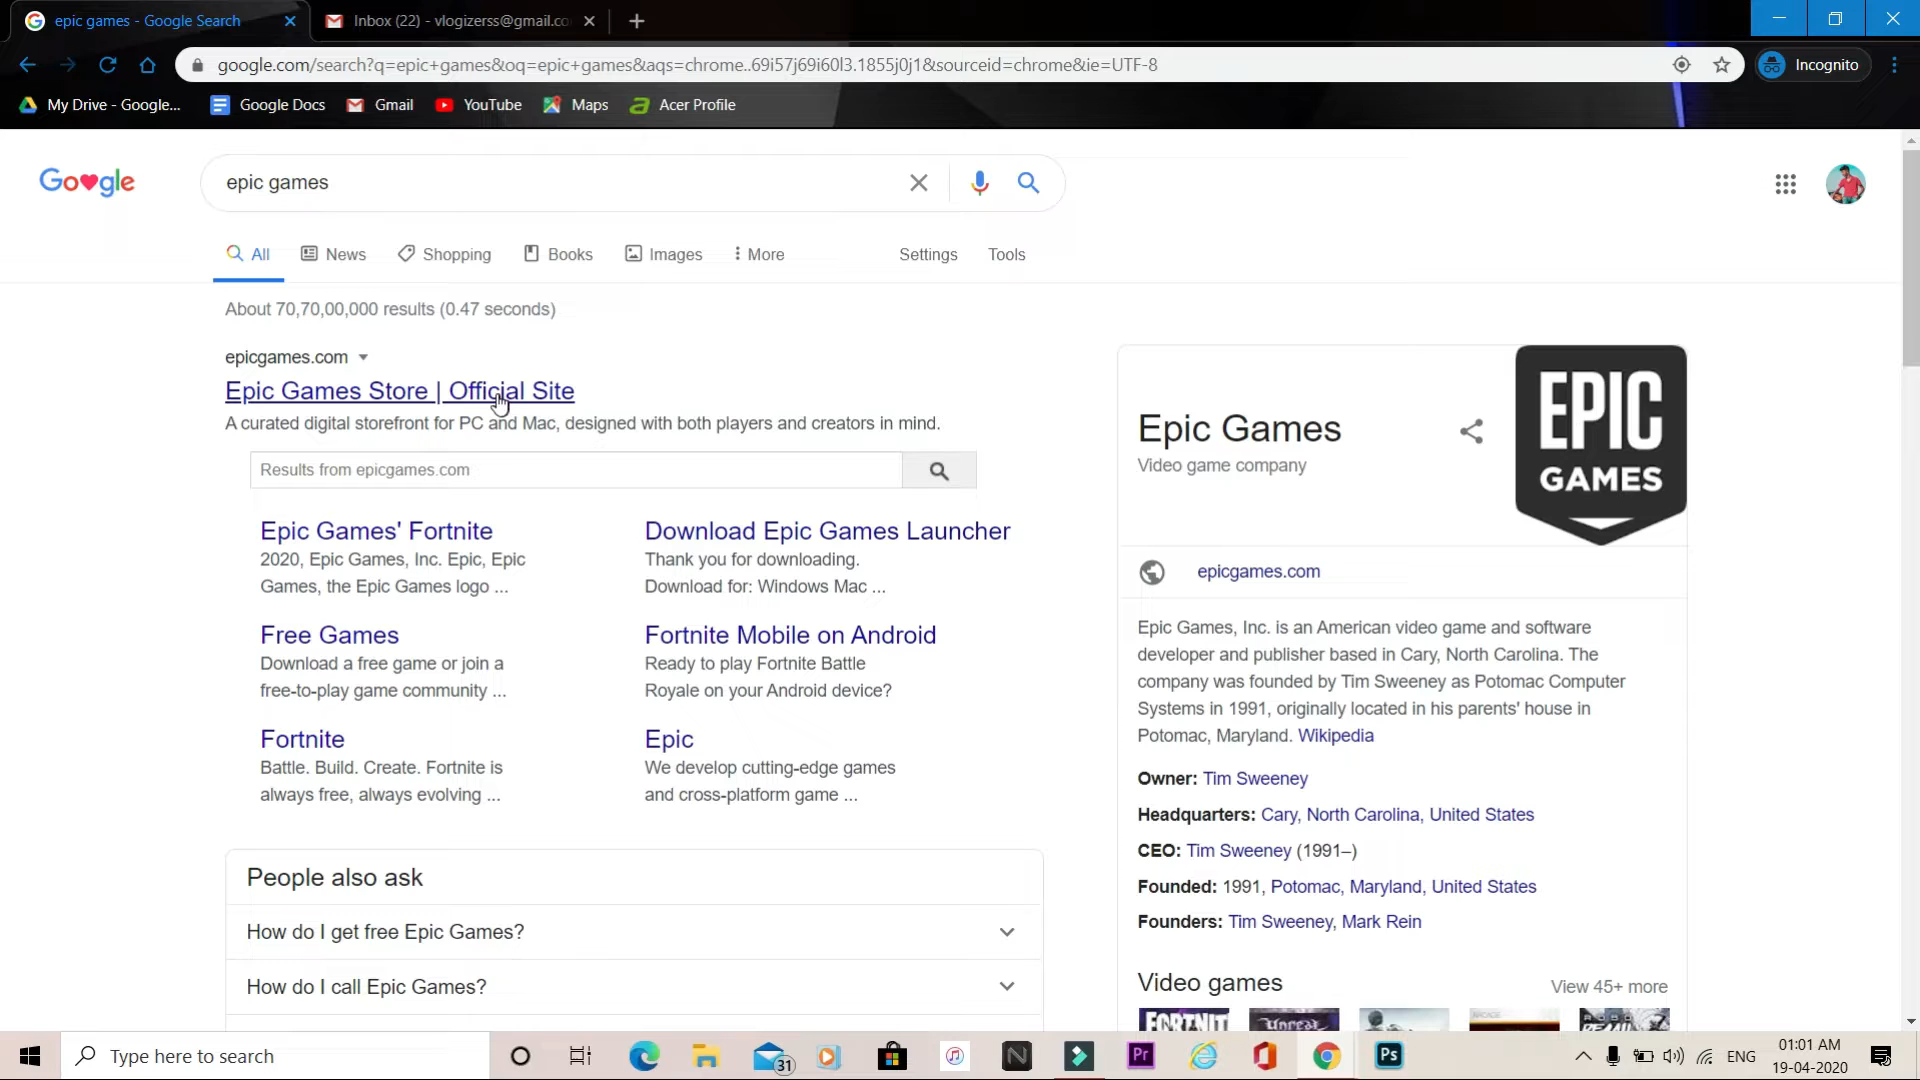 epic games - Google Search
Inbox (22) - vlogizerss@gmail.co
google.com/search?q=epic+games&oq=epic+games&aqs=chrome..69i57j69i60l3.1855j0j1&sourceid=chrome&ie=UTF-8
Incognito
My Drive - Google...
Google Docs
Gmail
YouTube
Maps
Acer Profile
epic games
All
News
Shopping
Books
Images
More
Settings
Tools
About 70,70,00,000 results (0.47 seconds)
epicgames.com
Epic Games Store | Official Site
A curated digital storefront for PC and Mac, designed with both players and creators in mind.
Results from epicgames.com
Epic Games' Fortnite
2020, Epic Games, Inc. Epic, Epic
Games, the Epic Games logo ...
Download Epic Games Launcher
Thank you for downloading.
Download for: Windows Mac ...
Free Games
Download a free game or join a
free-to-play game community ...
Fortnite Mobile on Android
Ready to play Fortnite Battle
Royale on your Android device?
Fortnite
Battle. Build. Create. Fortnite is
always free, always evolving ...
Epic
We develop cutting-edge games
and cross-platform game ...
People also ask
How do I get free Epic Games?
How do I call Epic Games?
Epic Games
Video game company
EPIC
GAMES
epicgames.com
Epic Games, Inc. is an American video game and software
developer and publisher based in Cary, North Carolina. The
company was founded by Tim Sweeney as Potomac Computer
Systems in 1991, originally located in his parents' house in
Potomac, Maryland. Wikipedia
Owner: Tim Sweeney
Headquarters: Cary, North Carolina, United States
CEO: Tim Sweeney (1991–)
Founded: 1991, Potomac, Maryland, United States
Founders: Tim Sweeney, Mark Rein
Video games
View 45+ more
Type here to search
31
Pr
Ps
ENG
01:01 AM
19-04-2020